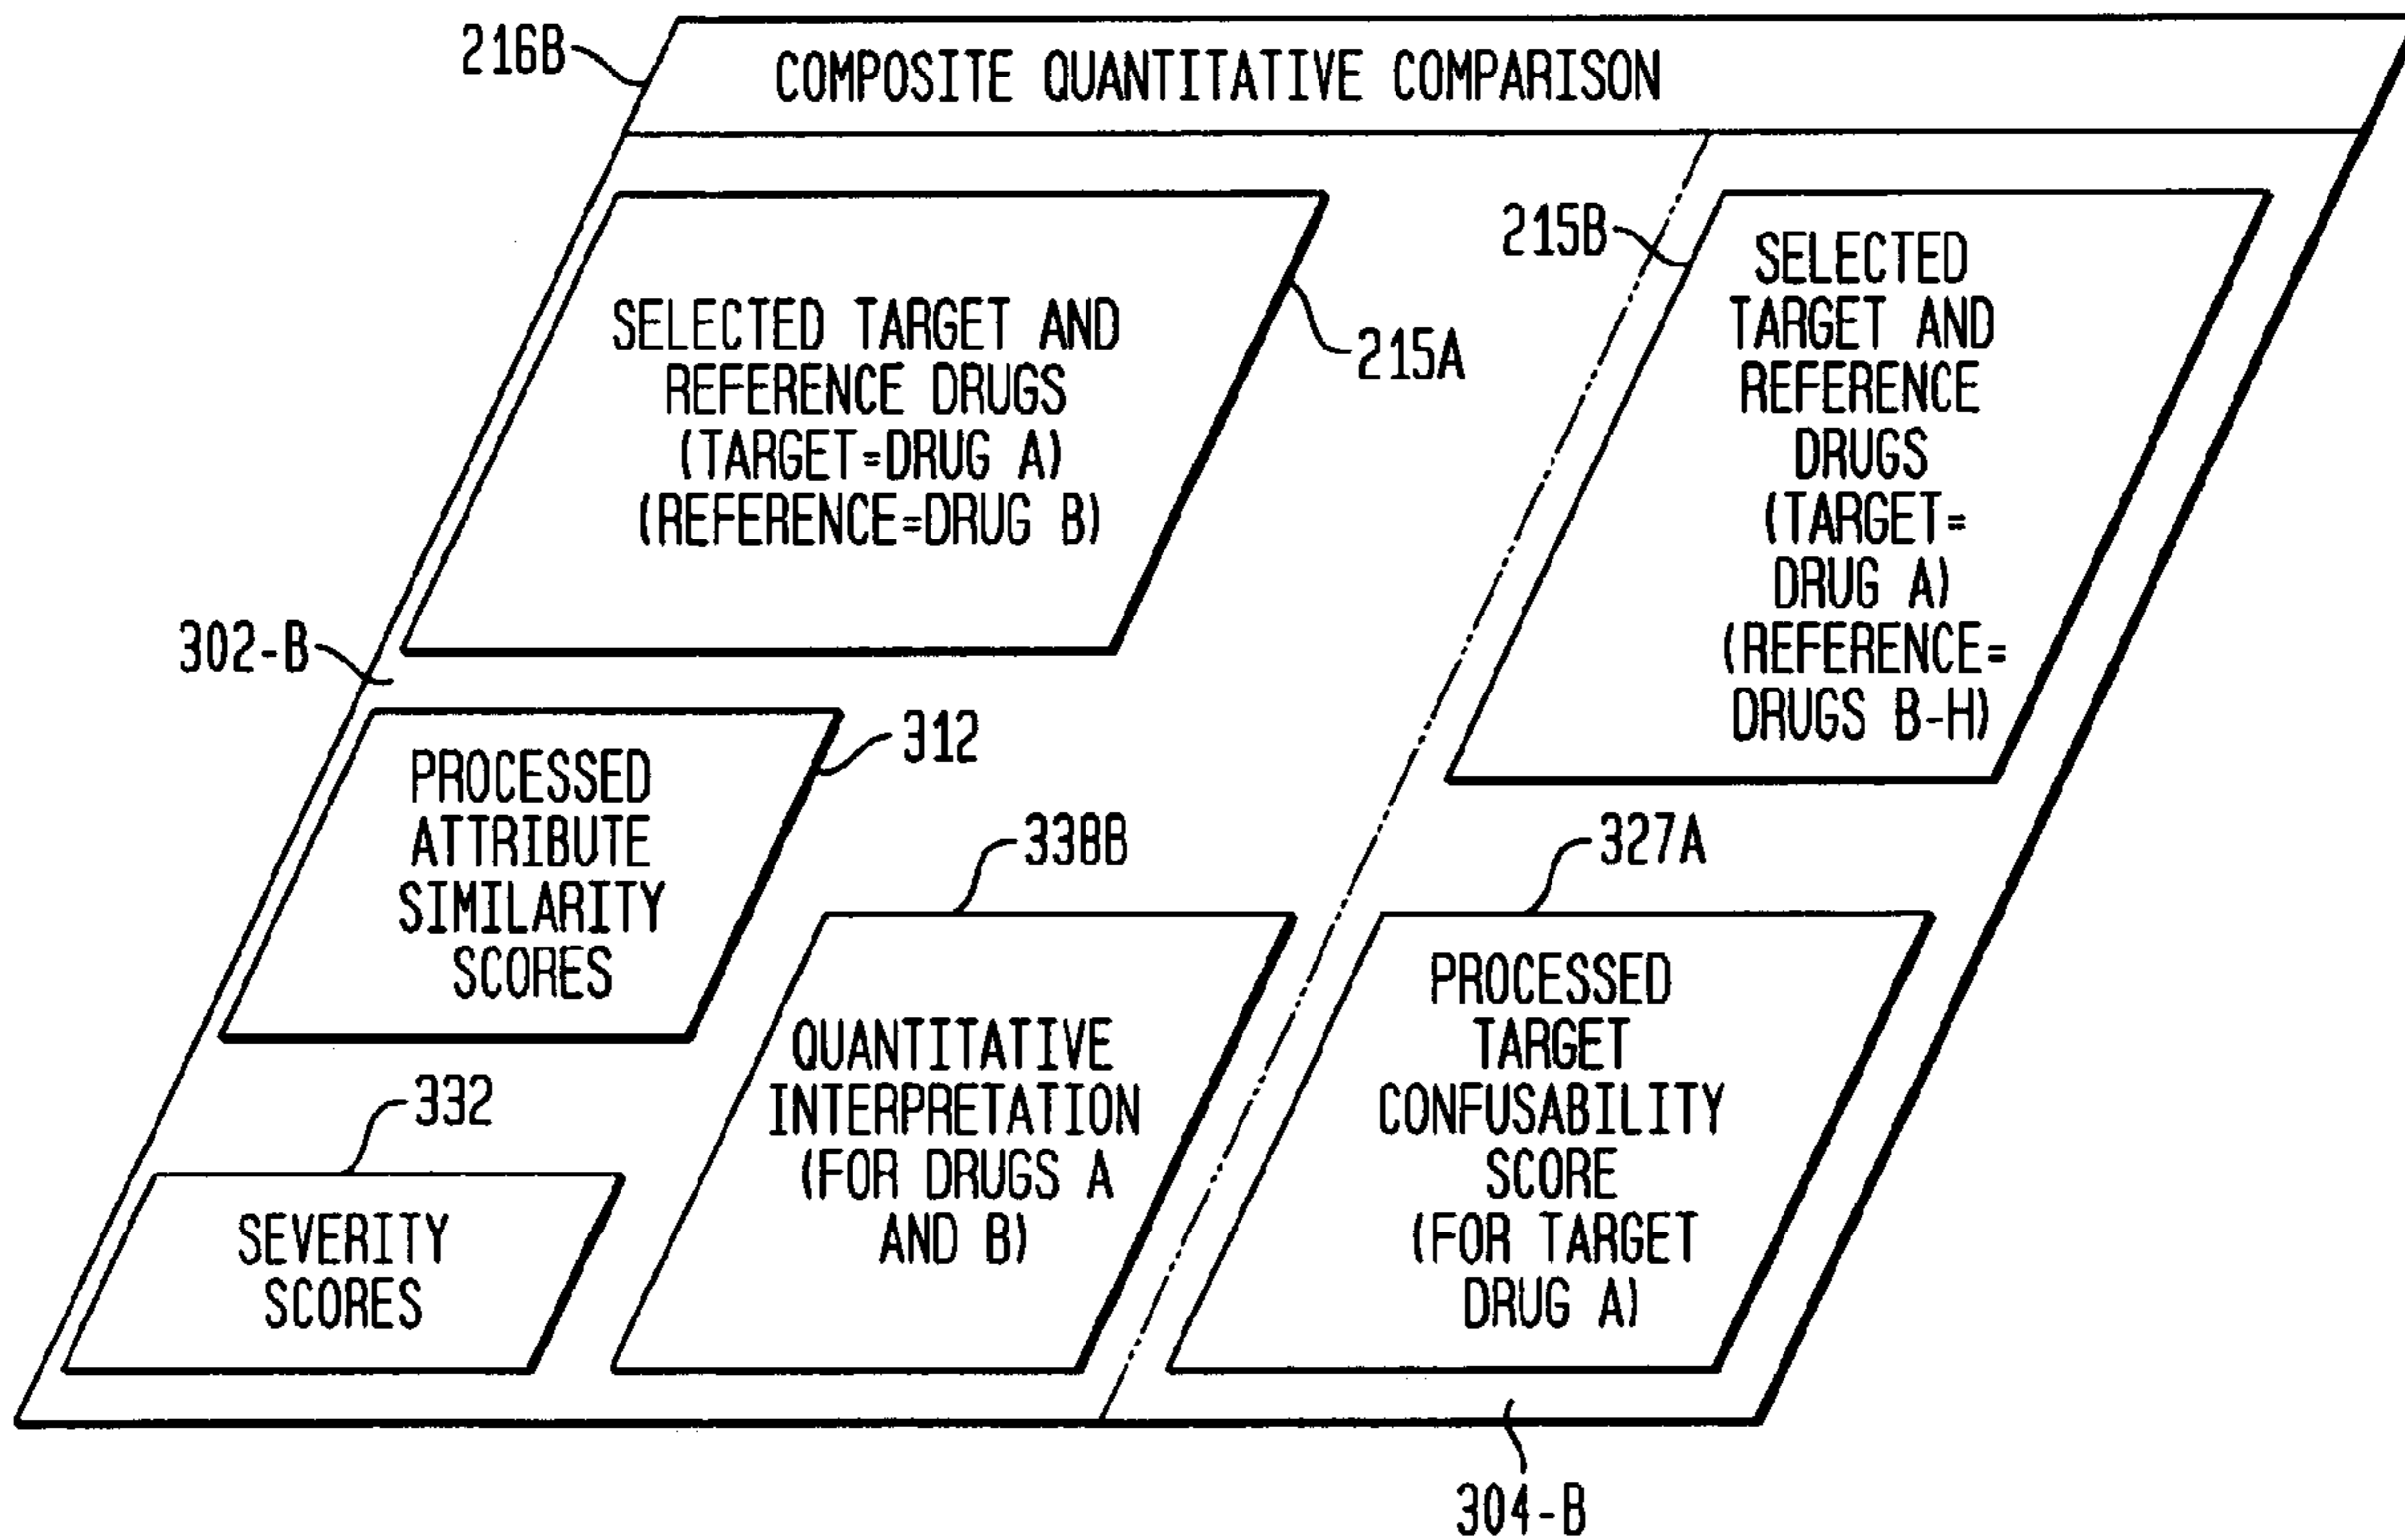 216B
COMPOSITE QUANTITATIVE COMPARISON
SELECTED TARGET AND
REFERENCE DRUGS
(TARGET=DRUG A)
(REFERENCE=DRUG B)
215A
215B
SELECTED
TARGET AND
REFERENCE
DRUGS
(TARGET=
DRUG A)
(REFERENCE=
DRUGS B-H)
302-B
PROCESSED
ATTRIBUTE
SIMILARITY
SCORES
312
338B
QUANTITATIVE
INTERPRETATION
(FOR DRUGS A
AND B)
327A
PROCESSED
TARGET
CONFUSABILITY
SCORE
(FOR TARGET
DRUG A)
332
SEVERITY
SCORES
304-B